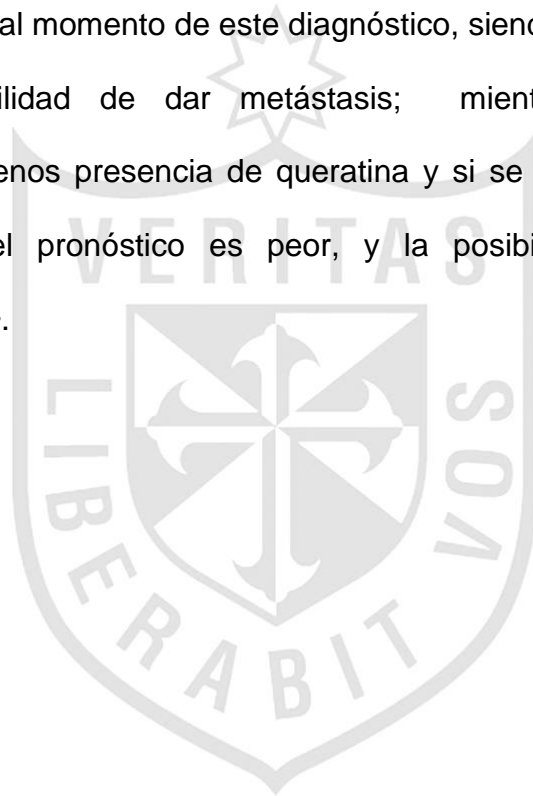 al momento de este diagnóstico, sienc
ilidad de dar metástasis; mient
enos presencia de queratina y si se
el pronóstico es peor, y la posibi
VERITAS
LIBERABIT VOS